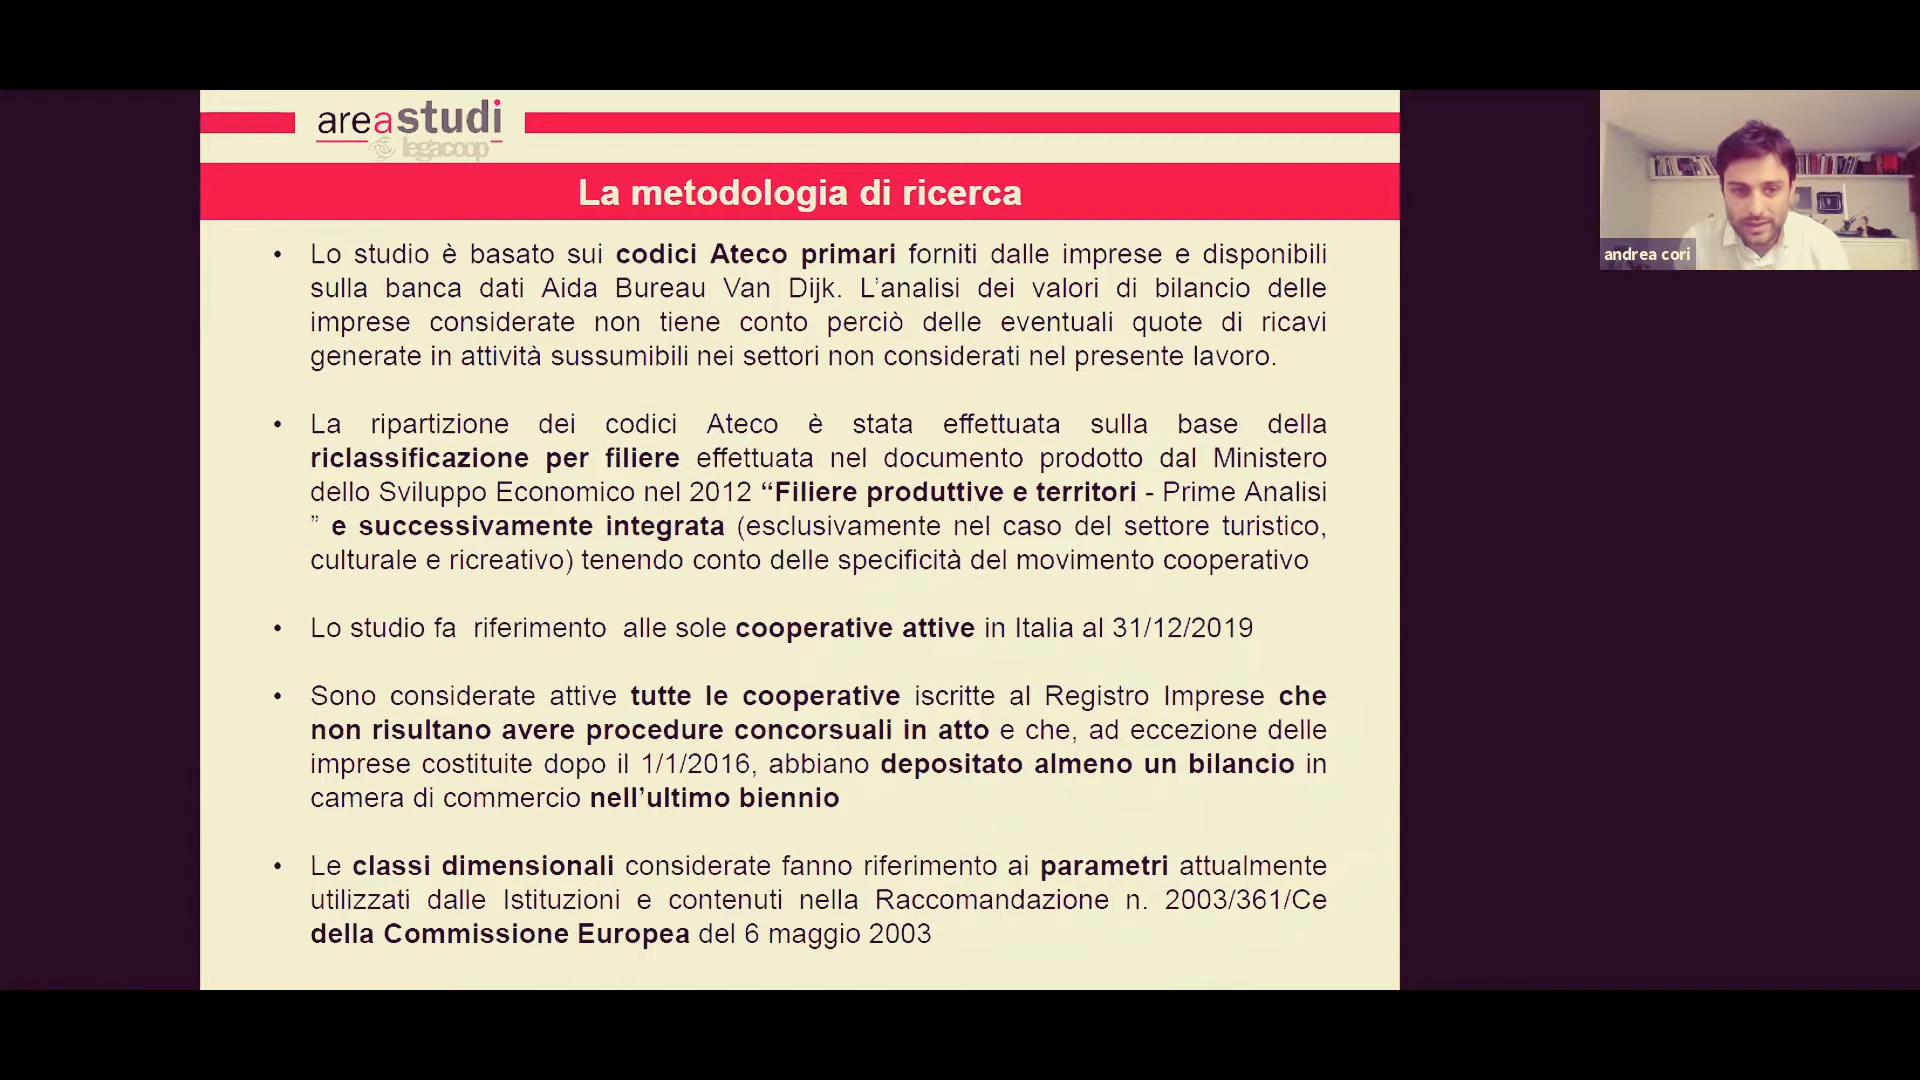 areastudi
legacoop
La metodologia di ricerca
andrea cori
• Lo studio è basato sui codici Ateco primari forniti dalle imprese e disponibili
sulla banca dati Aida Bureau Van Dijk. L'analisi dei valori di bilancio delle
imprese considerate non tiene conto perciò delle eventuali quote di ricavi
generate in attività sussumibili nei settori non considerati nel presente lavoro.
• La ripartizione dei codici Ateco è stata effettuata sulla base della
riclassificazione per filiere effettuata nel documento prodotto dal Ministero
dello Sviluppo Economico nel 2012 “Filiere produttive e territori - Prime Analisi
” e successivamente integrata (esclusivamente nel caso del settore turistico,
culturale e ricreativo) tenendo conto delle specificità del movimento cooperativo
• Lo studio fa riferimento alle sole cooperative attive in Italia al 31/12/2019
• Sono considerate attive tutte le cooperative iscritte al Registro Imprese che
non risultano avere procedure concorsuali in atto e che, ad eccezione delle
imprese costituite dopo il 1/1/2016, abbiano depositato almeno un bilancio in
camera di commercio nell’ultimo biennio
• Le classi dimensionali considerate fanno riferimento ai parametri attualmente
utilizzati dalle Istituzioni e contenuti nella Raccomandazione n. 2003/361/Ce
della Commissione Europea del 6 maggio 2003